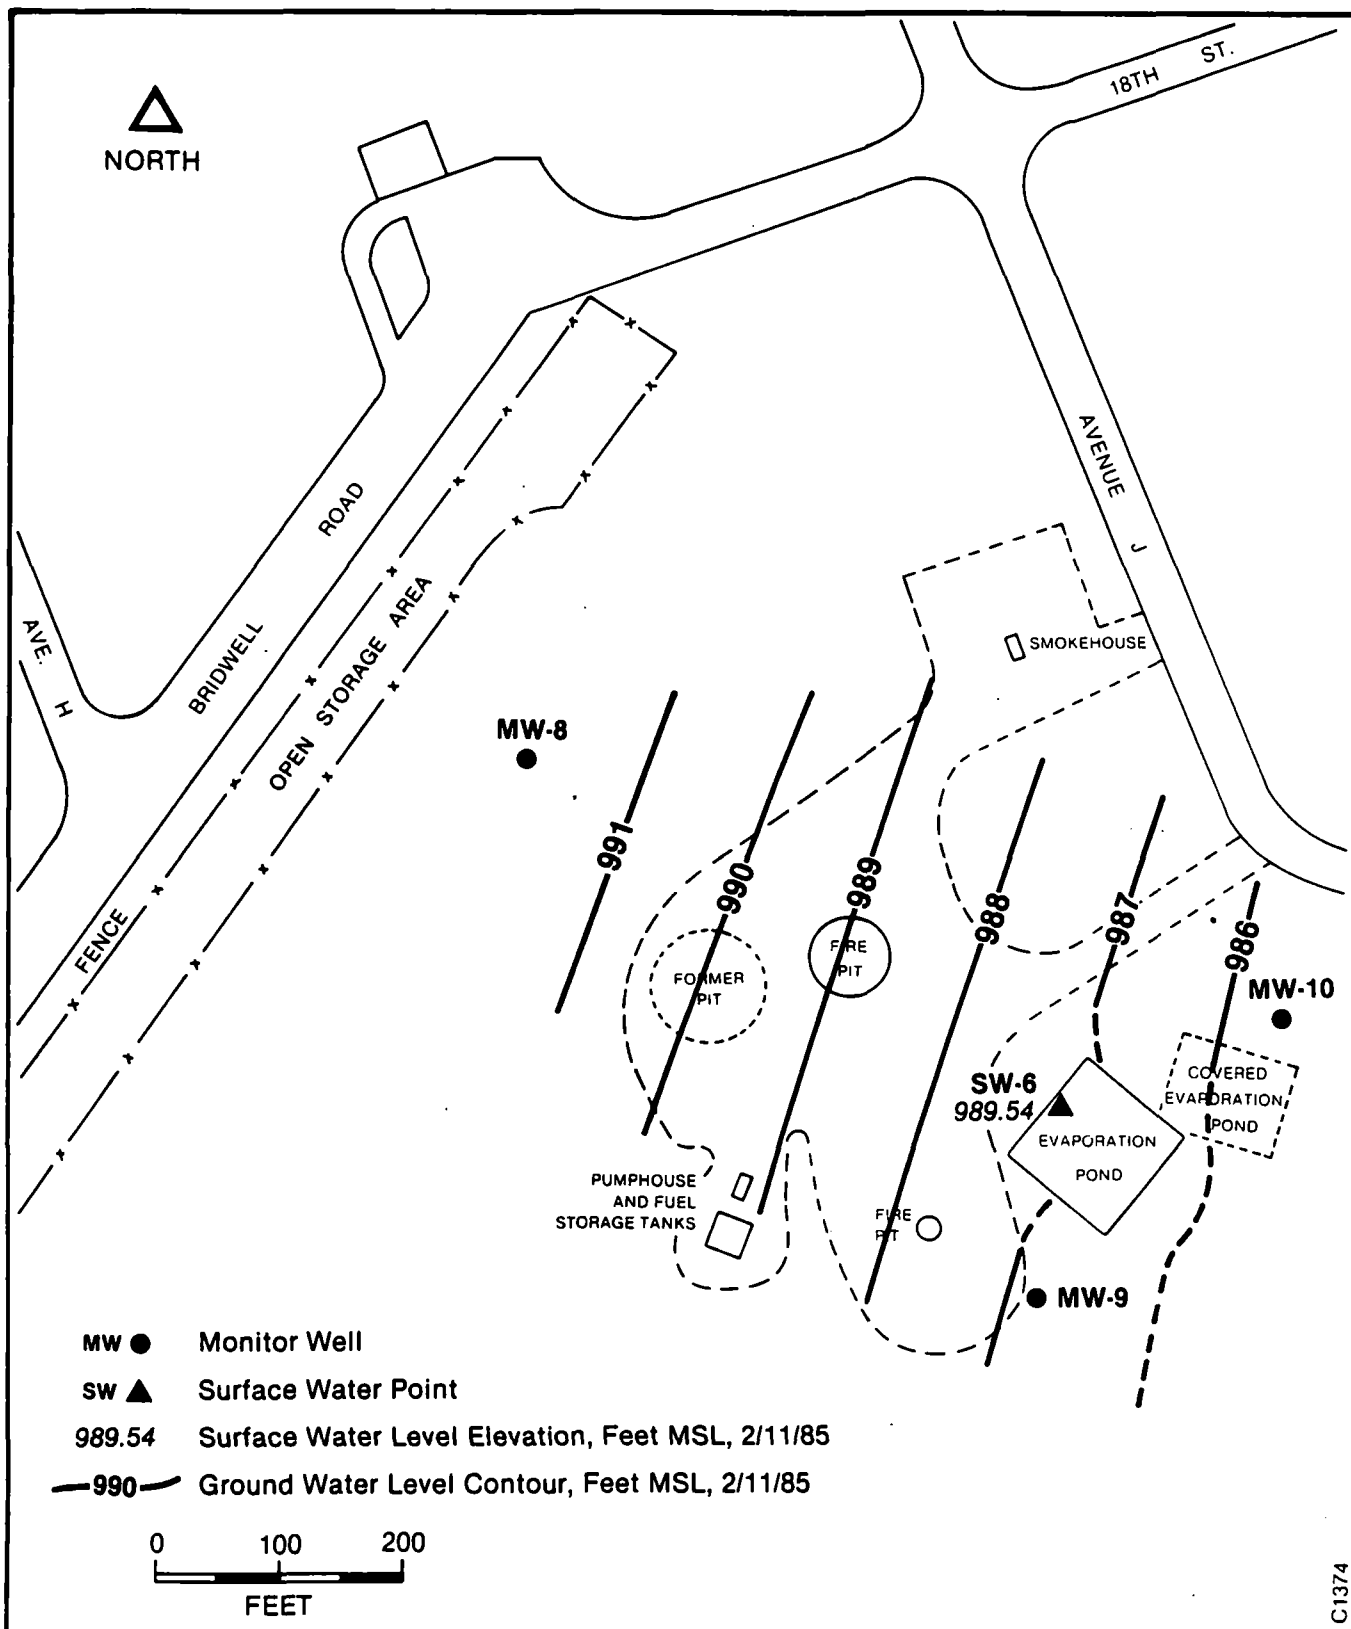 18TH ST.
NORTH
AVENUE J
ROAD
BRIDWELL
AVE. H
OPEN STORAGE AREA
FENCE
SMOKEHOUSE
MW-8
991
990
989
988
987
986
FIRE
PIT
FORMER
PIT
MW-10
SW-6
989.54
COVERED
EVAPORATION
POND
EVAPORATION
POND
PUMPHOUSE
AND FUEL
STORAGE TANKS
FIRE
PIT
MW-9
MW Monitor Well
SW Surface Water Point
989.54 Surface Water Level Elevation, Feet MSL, 2/11/85
990 Ground Water Level Contour, Feet MSL, 2/11/85
0 100 200
FEET
C1374